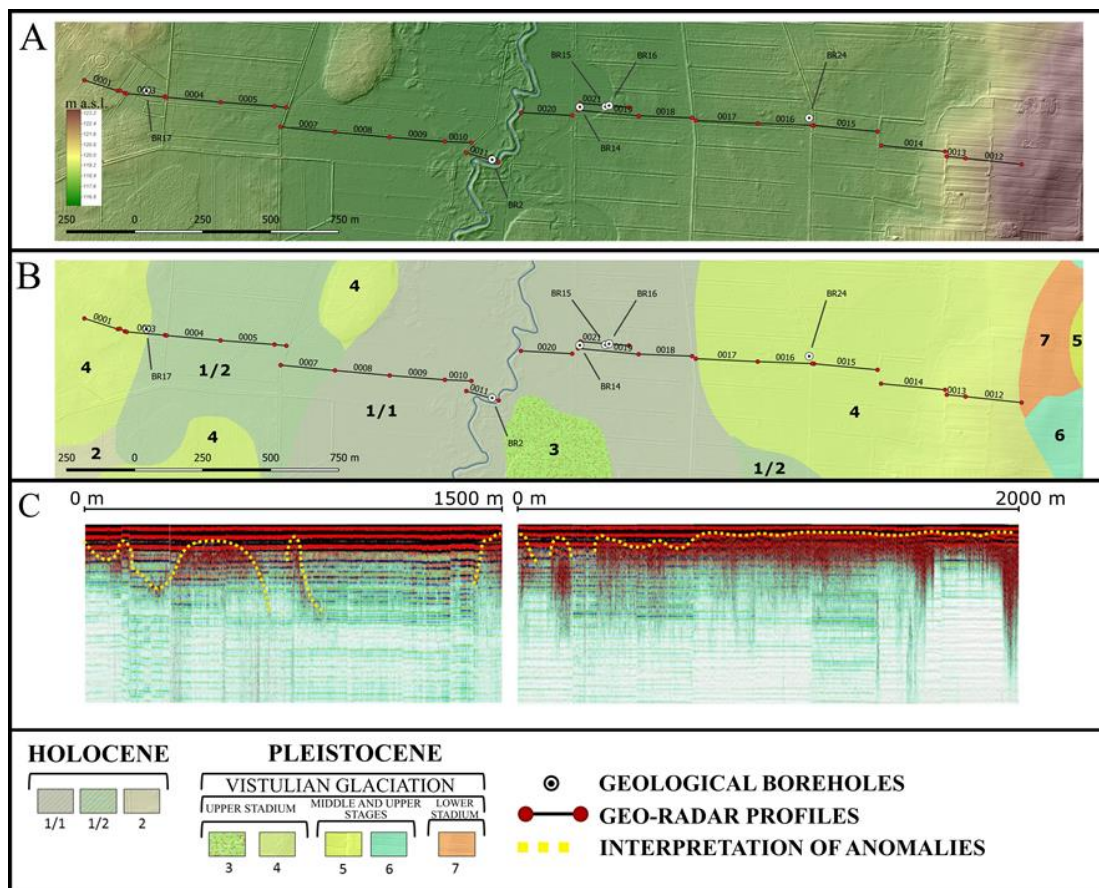 A
BR15
BR16
BR24
0001
0003
0004
0005
0021
0020
0019
0018
0017
0016
0015
m a.s.l.
BR17
0007
0008
0009
0010
0011
BR14
0014
0013
0012
BR2
250 0 250 500 750 m
B
4
BR15
BR16
BR24
7
5
0001
0003
0004
0005
0021
0020
0019
0018
0017
0016
0015
4
BR17
1/2
0007
0008
0009
0010
0011
BR14
0014
0013
0012
1/1
4
4
BR2
3
6
2
1/2
250 0 250 500 750 m
C
0 m 1500 m 0 m 2000 m
HOLOCENE
1/1 1/2 2
PLEISTOCENE
VISTULIAN GLACIATION
UPPER STADIUM
MIDDLE AND UPPER
STAGES
LOWER
STADIUM
3 4 5 6 7
GEOLOGICAL BOREHOLES
GEO-RADAR PROFILES
INTERPRETATION OF ANOMALIES